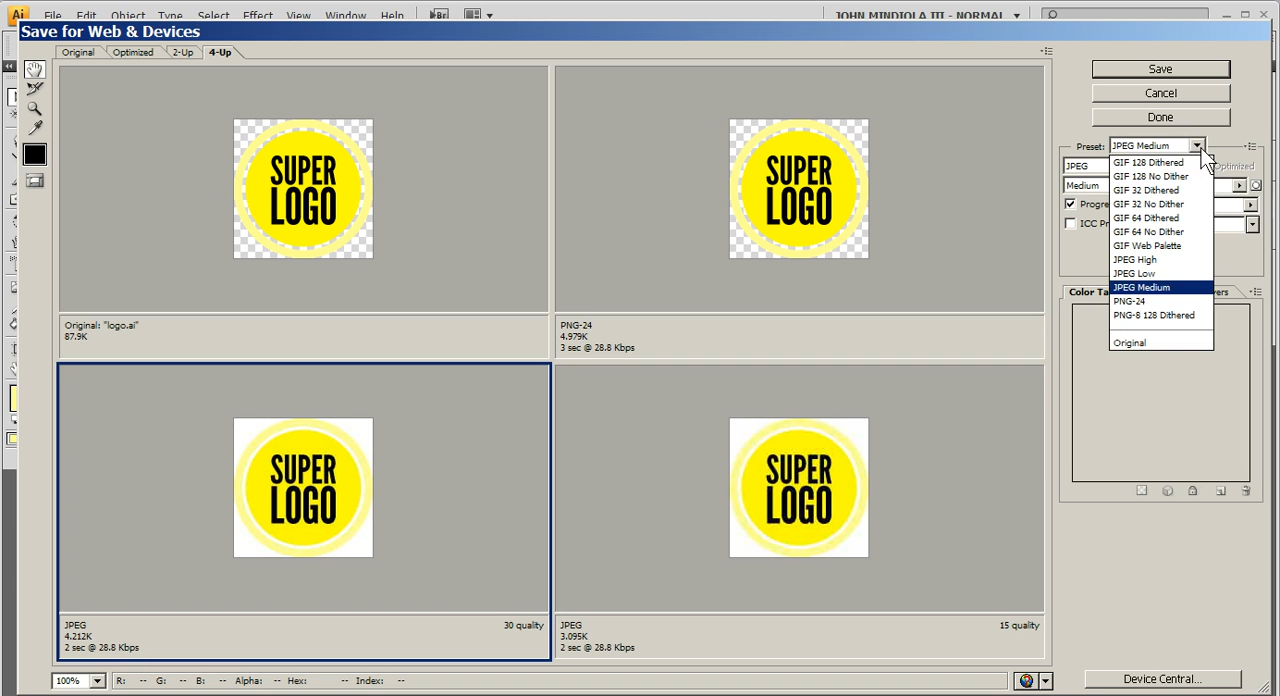 Ai File Edit Object Type Select Effect View Window Help Br JOHN MINDIOLA III - NORMAL
Save for Web & Devices
Original Optimized 2-Up 4-Up
Save
Cancel
Done
Preset: JPEG Medium
JPEG Optimized
Medium
Progre
ICC Pr
GIF 128 Dithered
GIF 128 No Dither
GIF 32 Dithered
GIF 32 No Dither
GIF 64 Dithered
GIF 64 No Dither
GIF Web Palette
JPEG High
JPEG Low
JPEG Medium
PNG-24
PNG-8 128 Dithered
Original
Color Ta yers
SUPER
LOGO
SUPER
LOGO
Original: "logo.ai"
87.9K
PNG-24
4.979K
3 sec @ 28.8 Kbps
SUPER
LOGO
SUPER
LOGO
JPEG 30 quality
4.212K
2 sec @ 28.8 Kbps
JPEG 15 quality
3.095K
2 sec @ 28.8 Kbps
100% R: -- G: -- B: -- Alpha: -- Hex: -- Index: --
Device Central...